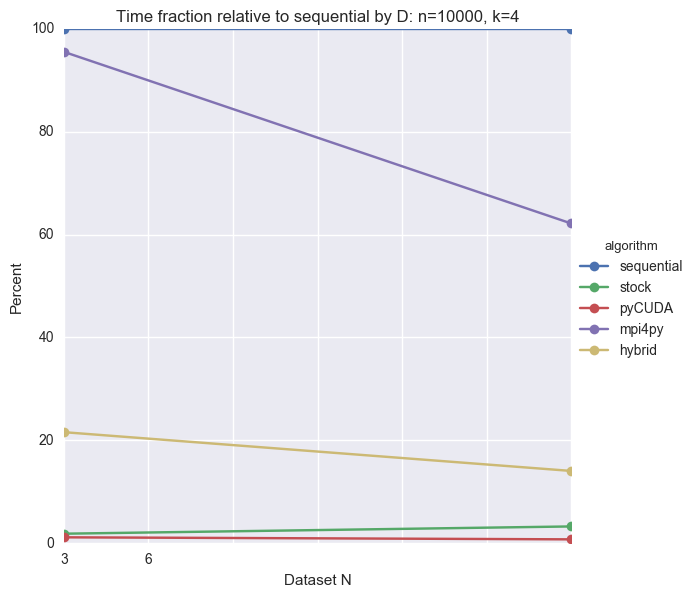 Time fraction relative to sequential by D: n=10000, k=4
100
80
60
40
20
0
Percent
3 6
Dataset N
algorithm
sequential
stock
pyCUDA
mpi4py
hybrid